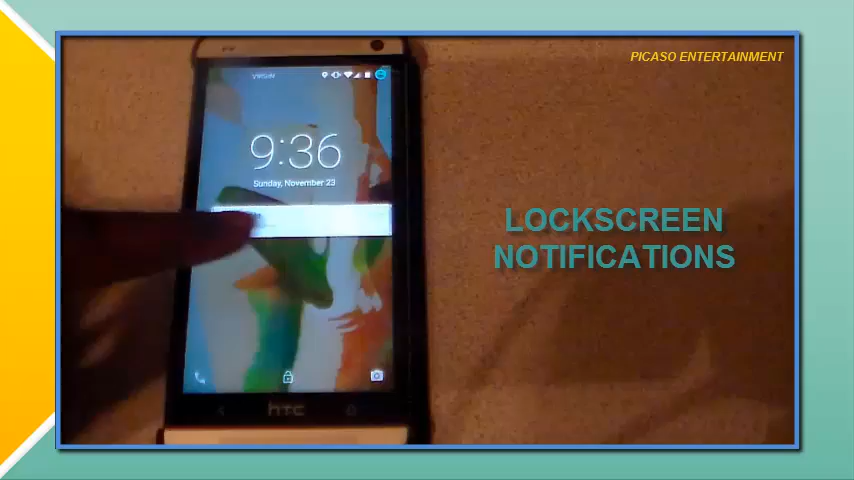 PICASO ENTERTAINMENT
VIRGIN
9:36
Sunday, November 23
LOCKSCREEN
NOTIFICATIONS
hTC